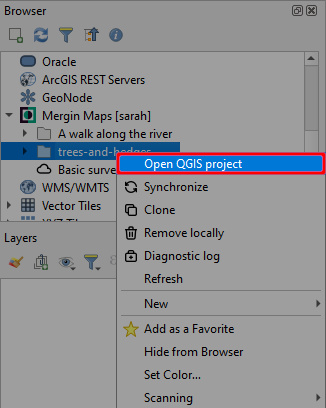 Browser
Oracle
ArcGIS REST Servers
GeoNode
Mergin Maps [sarah]
A walk along the river
trees-and-hedges
Basic surve
WMS/WMTS
Vector Tiles
XYZ Tiles
Layers
Open QGIS project
Synchronize
Clone
Remove locally
Diagnostic log
Refresh
New
Add as a Favorite
Hide from Browser
Set Color...
Scanning